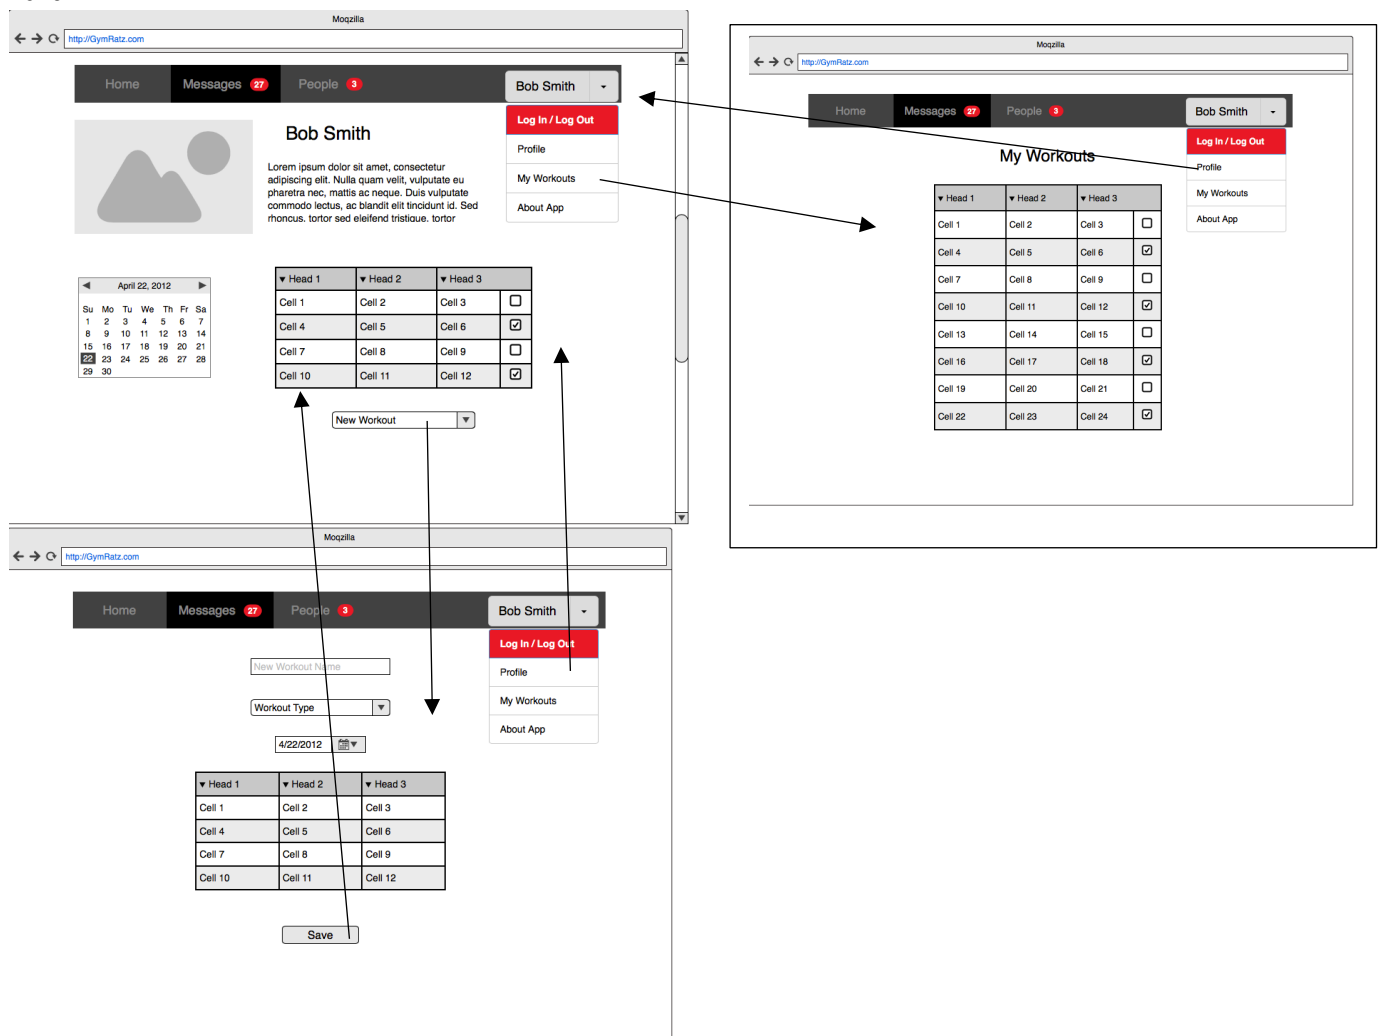 Moqzilla
http://GymRatz.com
Home Messages 27 People 3 Bob Smith
Log In / Log Out
Profile
My Workouts
About App
Bob Smith
Lorem ipsum dolor sit amet, consectetur
adipiscing elit. Nulla quam velit, vulputate eu
pharetra nec, mattis ac neque. Duis vulputate
commodo lectus, ac blandit elit tincidunt id. Sed
rhoncus, tortor sed eleifend tristique, tortor
April 22, 2012
Su Mo Tu We Th Fr Sa
1 2 3 4 5 6 7
8 9 10 11 12 13 14
15 16 17 18 19 20 21
22 23 24 25 26 27 28
29 30
Head 1 Head 2 Head 3
Cell 1 Cell 2 Cell 3
Cell 4 Cell 5 Cell 6
Cell 7 Cell 8 Cell 9
Cell 10 Cell 11 Cell 12
New Workout
Moqzilla
http://GymRatz.com
Home Messages 27 People 3 Bob Smith
Log In / Log Out
Profile
My Workouts
About App
My Workouts
Head 1 Head 2 Head 3
Cell 1 Cell 2 Cell 3
Cell 4 Cell 5 Cell 6
Cell 7 Cell 8 Cell 9
Cell 10 Cell 11 Cell 12
Cell 13 Cell 14 Cell 15
Cell 16 Cell 17 Cell 18
Cell 19 Cell 20 Cell 21
Cell 22 Cell 23 Cell 24
Moqzilla
http://GymRatz.com
Home Messages 27 People 3 Bob Smith
Log In / Log Out
Profile
My Workouts
About App
New Workout Name
Workout Type
4/22/2012
Head 1 Head 2 Head 3
Cell 1 Cell 2 Cell 3
Cell 4 Cell 5 Cell 6
Cell 7 Cell 8 Cell 9
Cell 10 Cell 11 Cell 12
Save